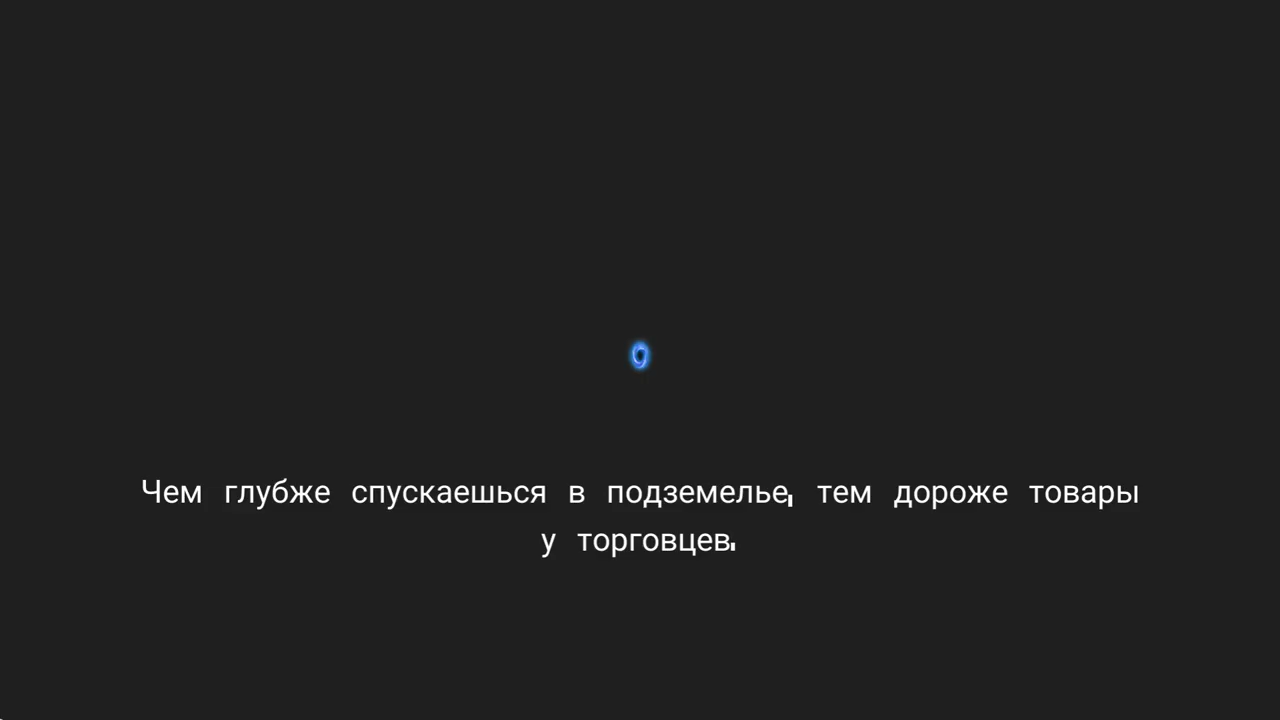 Чем глубже спускаешься в подземелье, тем дороже товары
у торговцев.